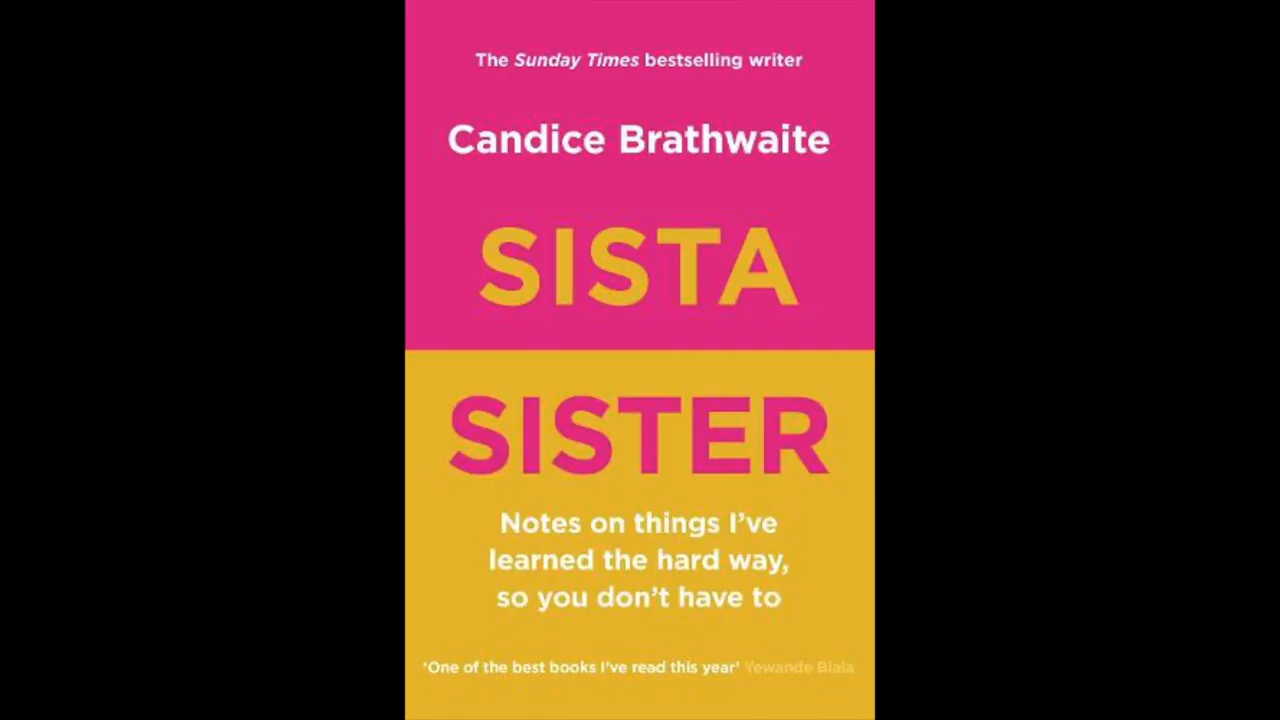 The Sunday Times bestselling writer
Candice Brathwaite
SISTA
SISTER
Notes on things I've
learned the hard way,
so you don't have to
'One of the best books I've read this year' Yewande Biala